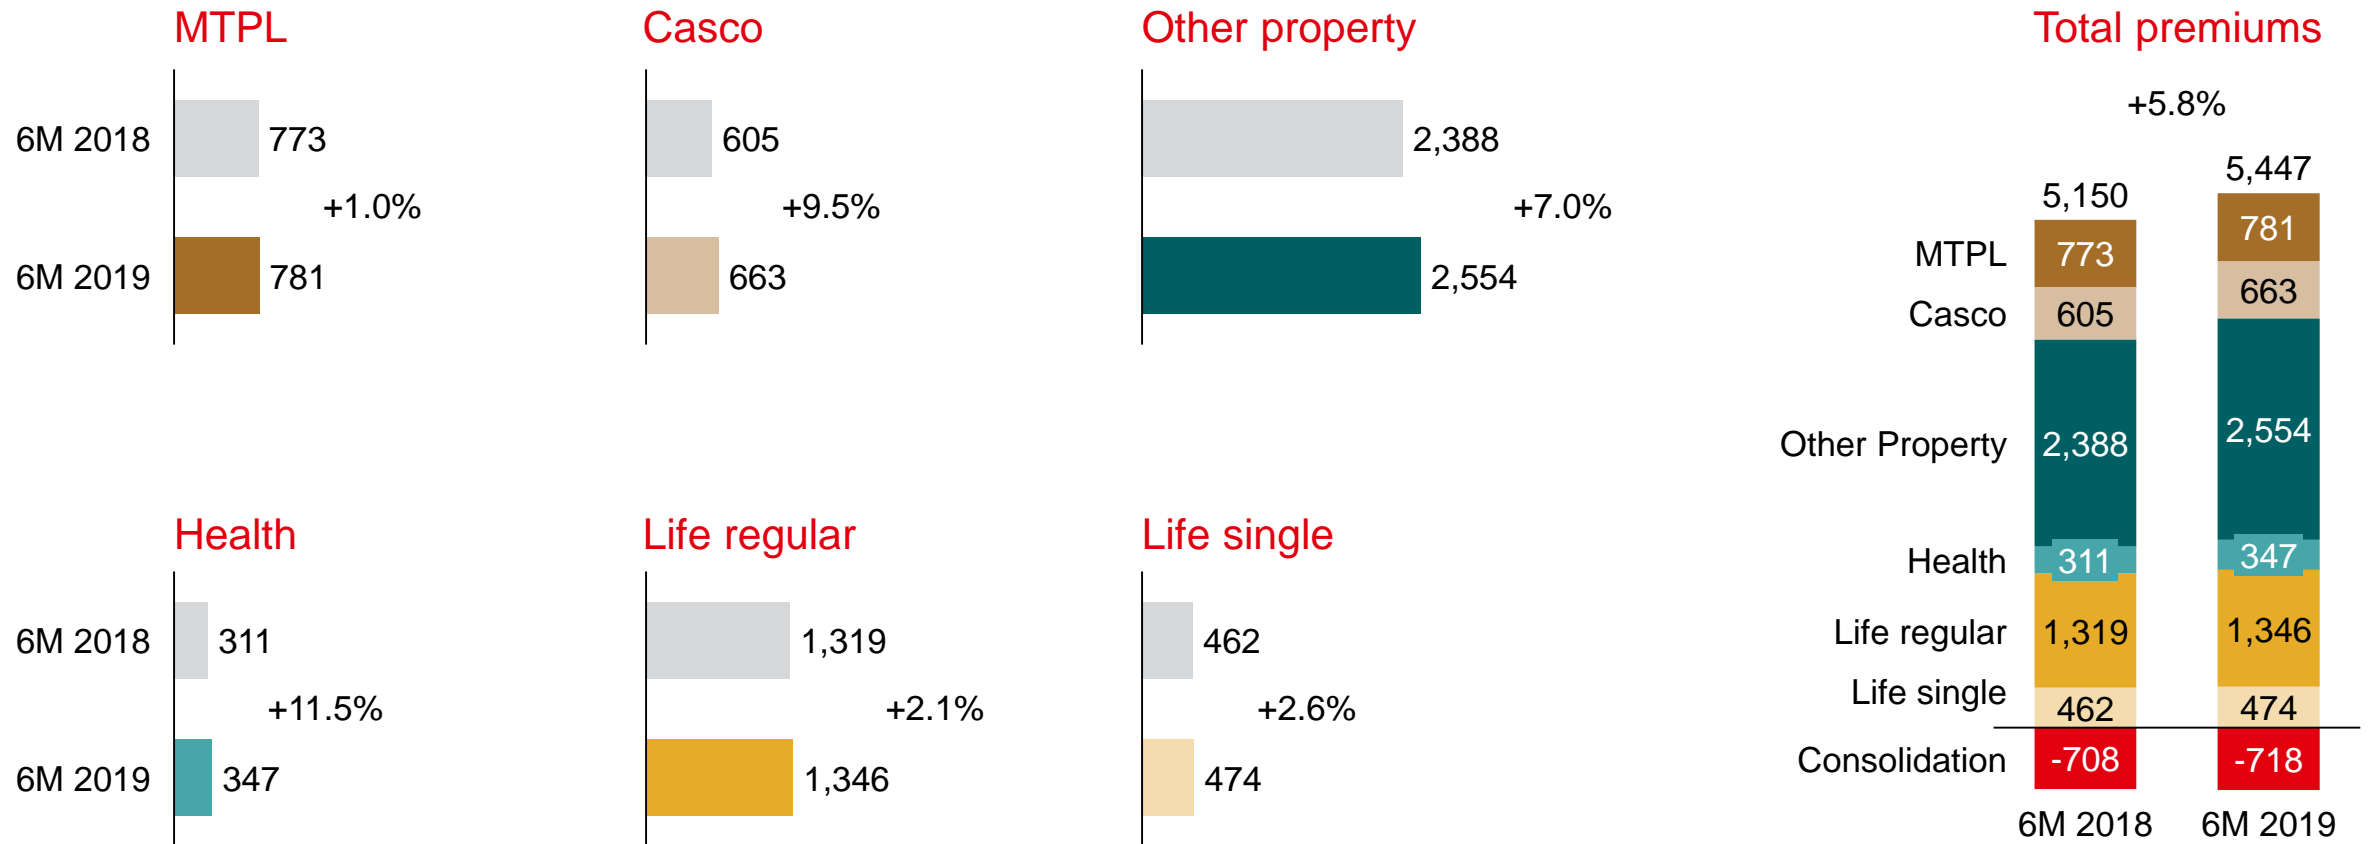 MTPL
6M 2018
773
+1.0%
6M 2019
781
Casco
605
+9.5%
663
Other property
2,388
+7.0%
2,554
Health
6M 2018
311
+11.5%
6M 2019
347
Life regular
1,319
+2.1%
1,346
Life single
462
+2.6%
474
Total premiums
+5.8%
5,150
5,447
MTPL
773
781
Casco
605
663
Other Property
2,388
2,554
Health
311
347
Life regular
1,319
1,346
Life single
462
474
Consolidation
-708
-718
6M 2018
6M 2019